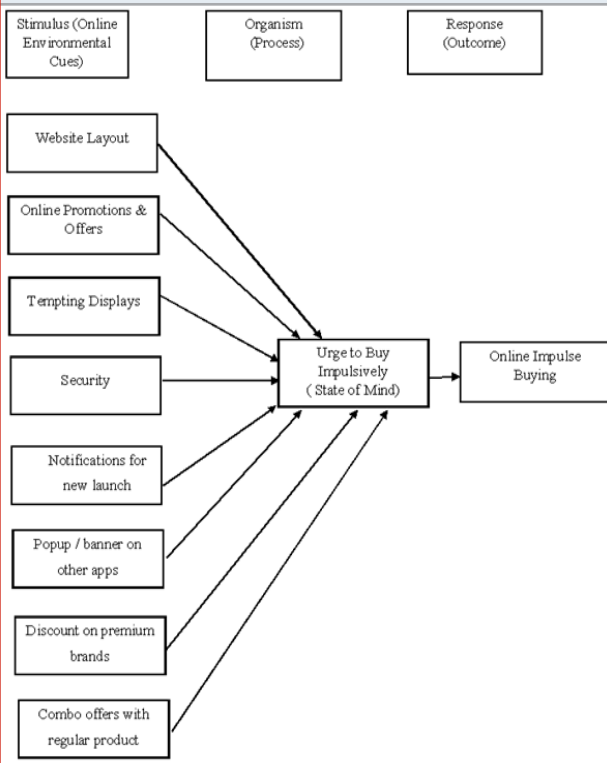 Stimulus (Online
Environmental
Cues)
Organism
(Process)
Response
(Outcome)
Website Layout
Online Promotions &
Offers
Tempting Displays
Security
Notifications for
new launch
Popup / banner on
other apps
Discount on premium
brands
Combo offers with
regular product
Urge to Buy
Impulsively
( State of Mind)
Online Impulse
Buying